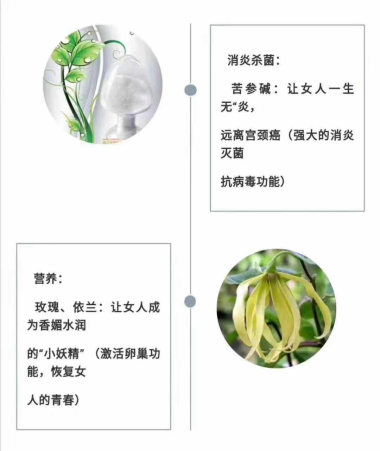 消炎杀菌：
苦参碱：让女人一生
无“炎，
远离宫颈癌（强大的消炎
灭菌
抗病毒功能）
营养：
玫瑰、依兰：让女人成
为香媚水润
的“小妖精”（激活卵巢功
能，恢复女
人的青春）